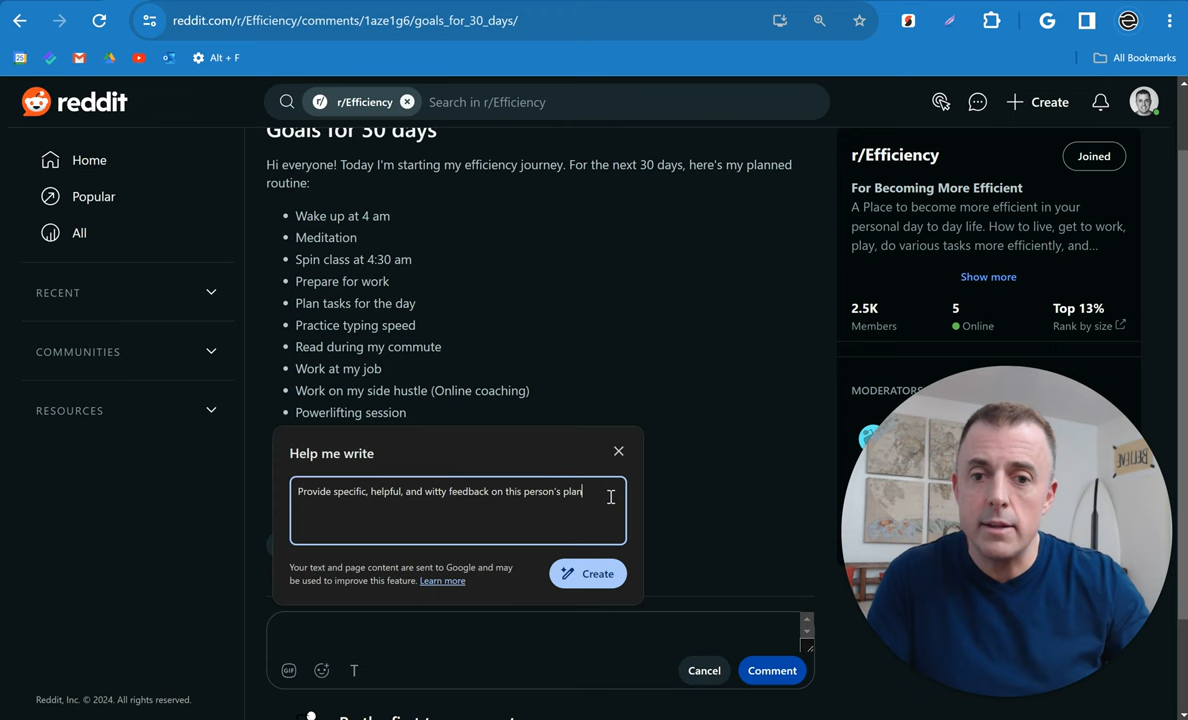 reddit.com/r/Efficiency/comments/1aze1g6/goals_for_30_days/
Alt + F
All Bookmarks
reddit
r/ r/Efficiency
Search in r/Efficiency
Create
Home
Popular
All
RECENT
COMMUNITIES
RESOURCES
Reddit, Inc. © 2024. All rights reserved.
Goals for 30 days
Hi everyone! Today I'm starting my efficiency journey. For the next 30 days, here's my planned
routine:
• Wake up at 4 am
• Meditation
• Spin class at 4:30 am
• Prepare for work
• Plan tasks for the day
• Practice typing speed
• Read during my commute
• Work at my job
• Work on my side hustle (Online coaching)
• Powerlifting session
Help me write
Provide specific, helpful, and witty feedback on this person's plan
Your text and page content are sent to Google and may
be used to improve this feature. Learn more
Create
GIF
T
Cancel
Comment
r/Efficiency
Joined
For Becoming More Efficient
A Place to become more efficient in your
personal day to day life. How to live, get to work,
play, do various tasks more efficiently, and...
Show more
2.5K
Members
5
Online
Top 13%
Rank by size
MODERATORS
BELIEVE